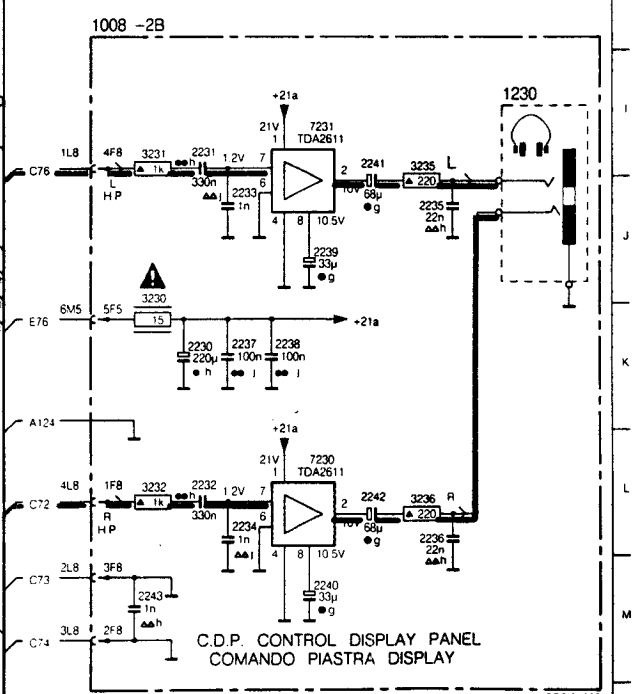 1008 -2B
+21a
1230
21V 7231
1 TDA2611
1L8 4F8 3231 h 2231 1.2V 7 2 2241 3235 L
C76 1k 10V 220
L 330n 2233 6 68µ 2235
H P j 1n g 22n
4 8 10.5V h
2239
33µ
g
3230
6M5 5F5
E76 15 +21a
2230 2237 2238
220µ 100n 100n
h j j
A124
+21a
21V 7230
1 TDA2611
4L8 1F8 3232 h 2232 1.2V 7 2 2242 3236 R
C72 1k 10V 220
R 330n 2234 6 68µ 2236
H P 1n g 22n
j 4 8 10.5V h
2L8 3F8
C73 2243 2240
1n 33µ
h g
3L8 2F8
C74
C.D.P. CONTROL DISPLAY PANEL
COMANDO PIASTRA DISPLAY
I
J
K
L
M